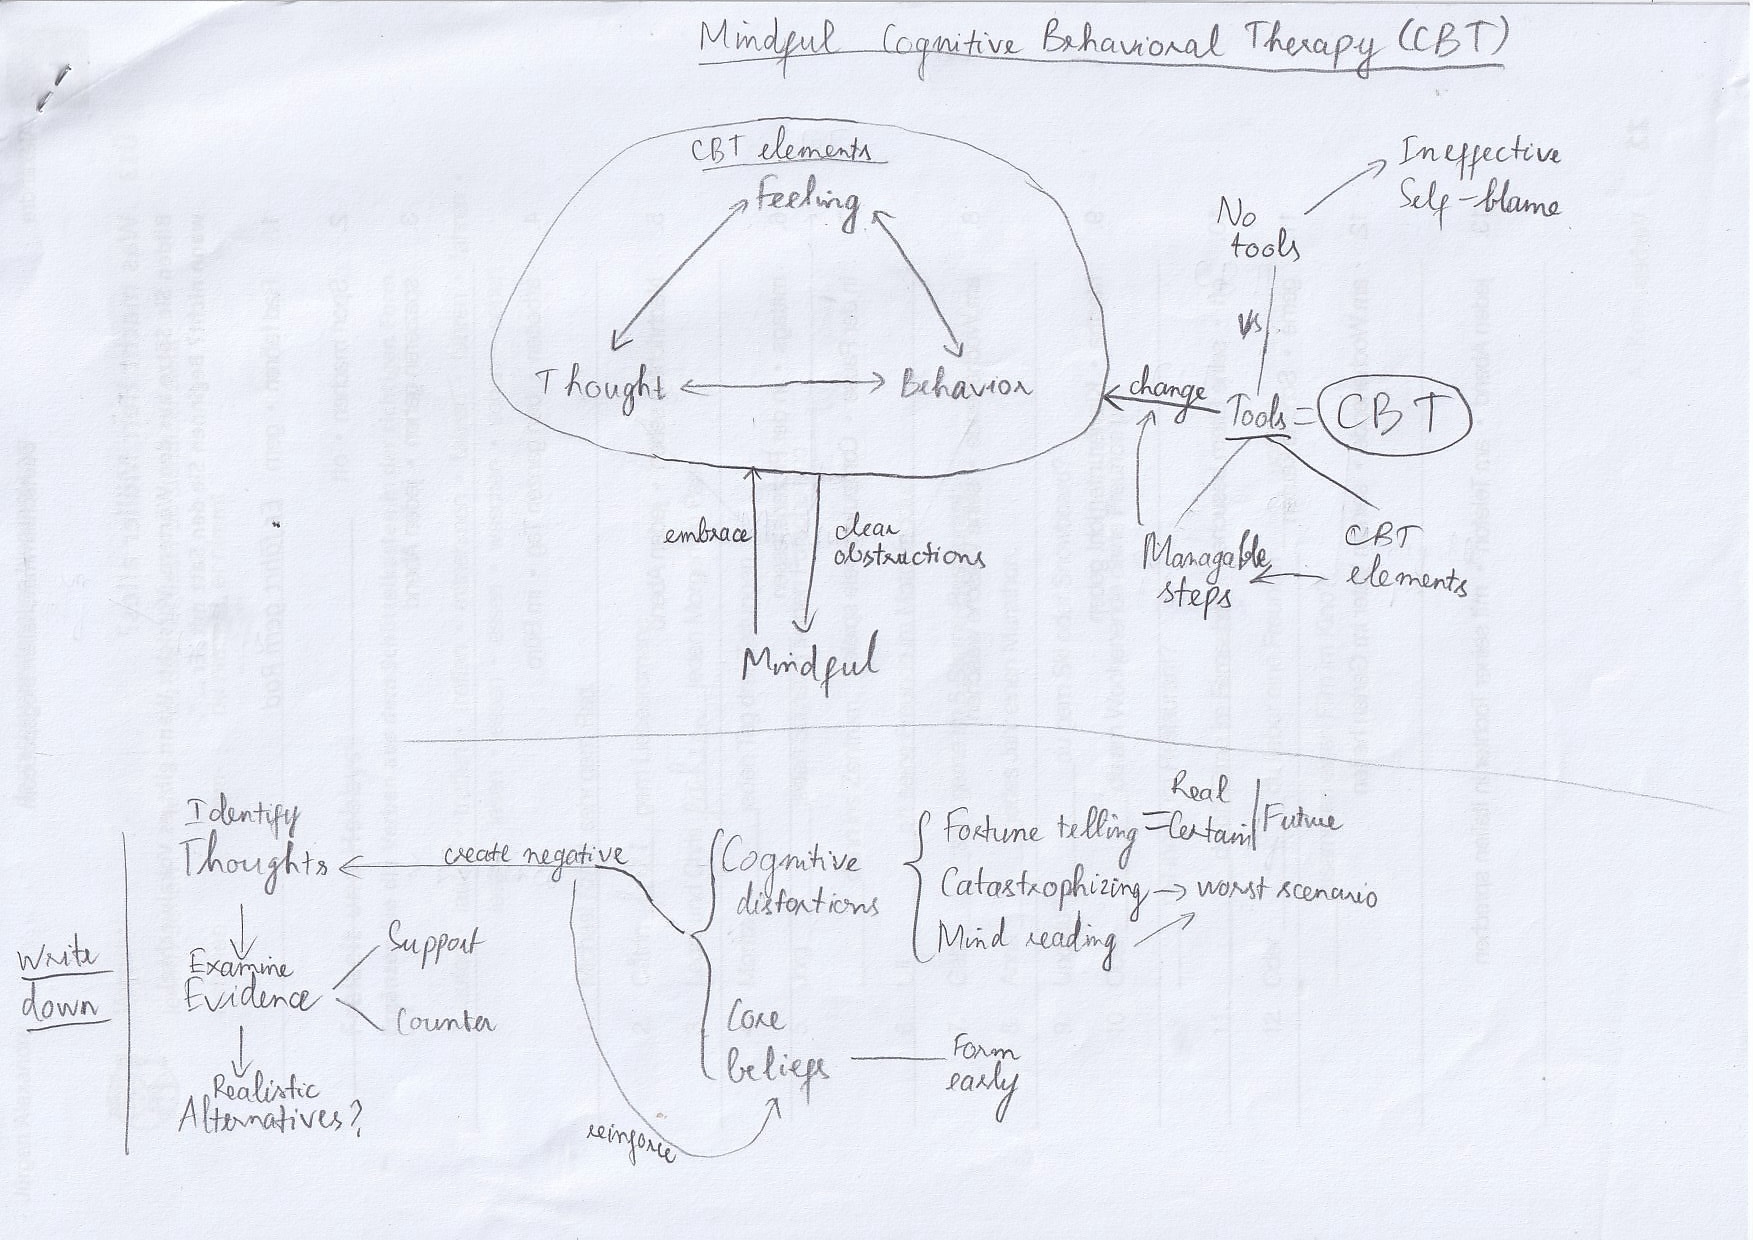 Mindful Cognitive Behavioral Therapy (CBT)
CBT elements
Feeling
Thought
Behavior
Ineffective
Self-blame
No
tools
vs
change
Tools = CBT
embrace
clear
obstructions
Managable
steps
CBT
elements
Mindful
Identify
Thoughts
create negative
Write
down
Examine
Evidence
Support
Counter
Realistic
Alternatives?
Cognitive
distortions
Real
Fortune telling = Certain
Future
Catastrophizing → worst scenario
Mind reading
Core
beliefs
Form
early
reinforce